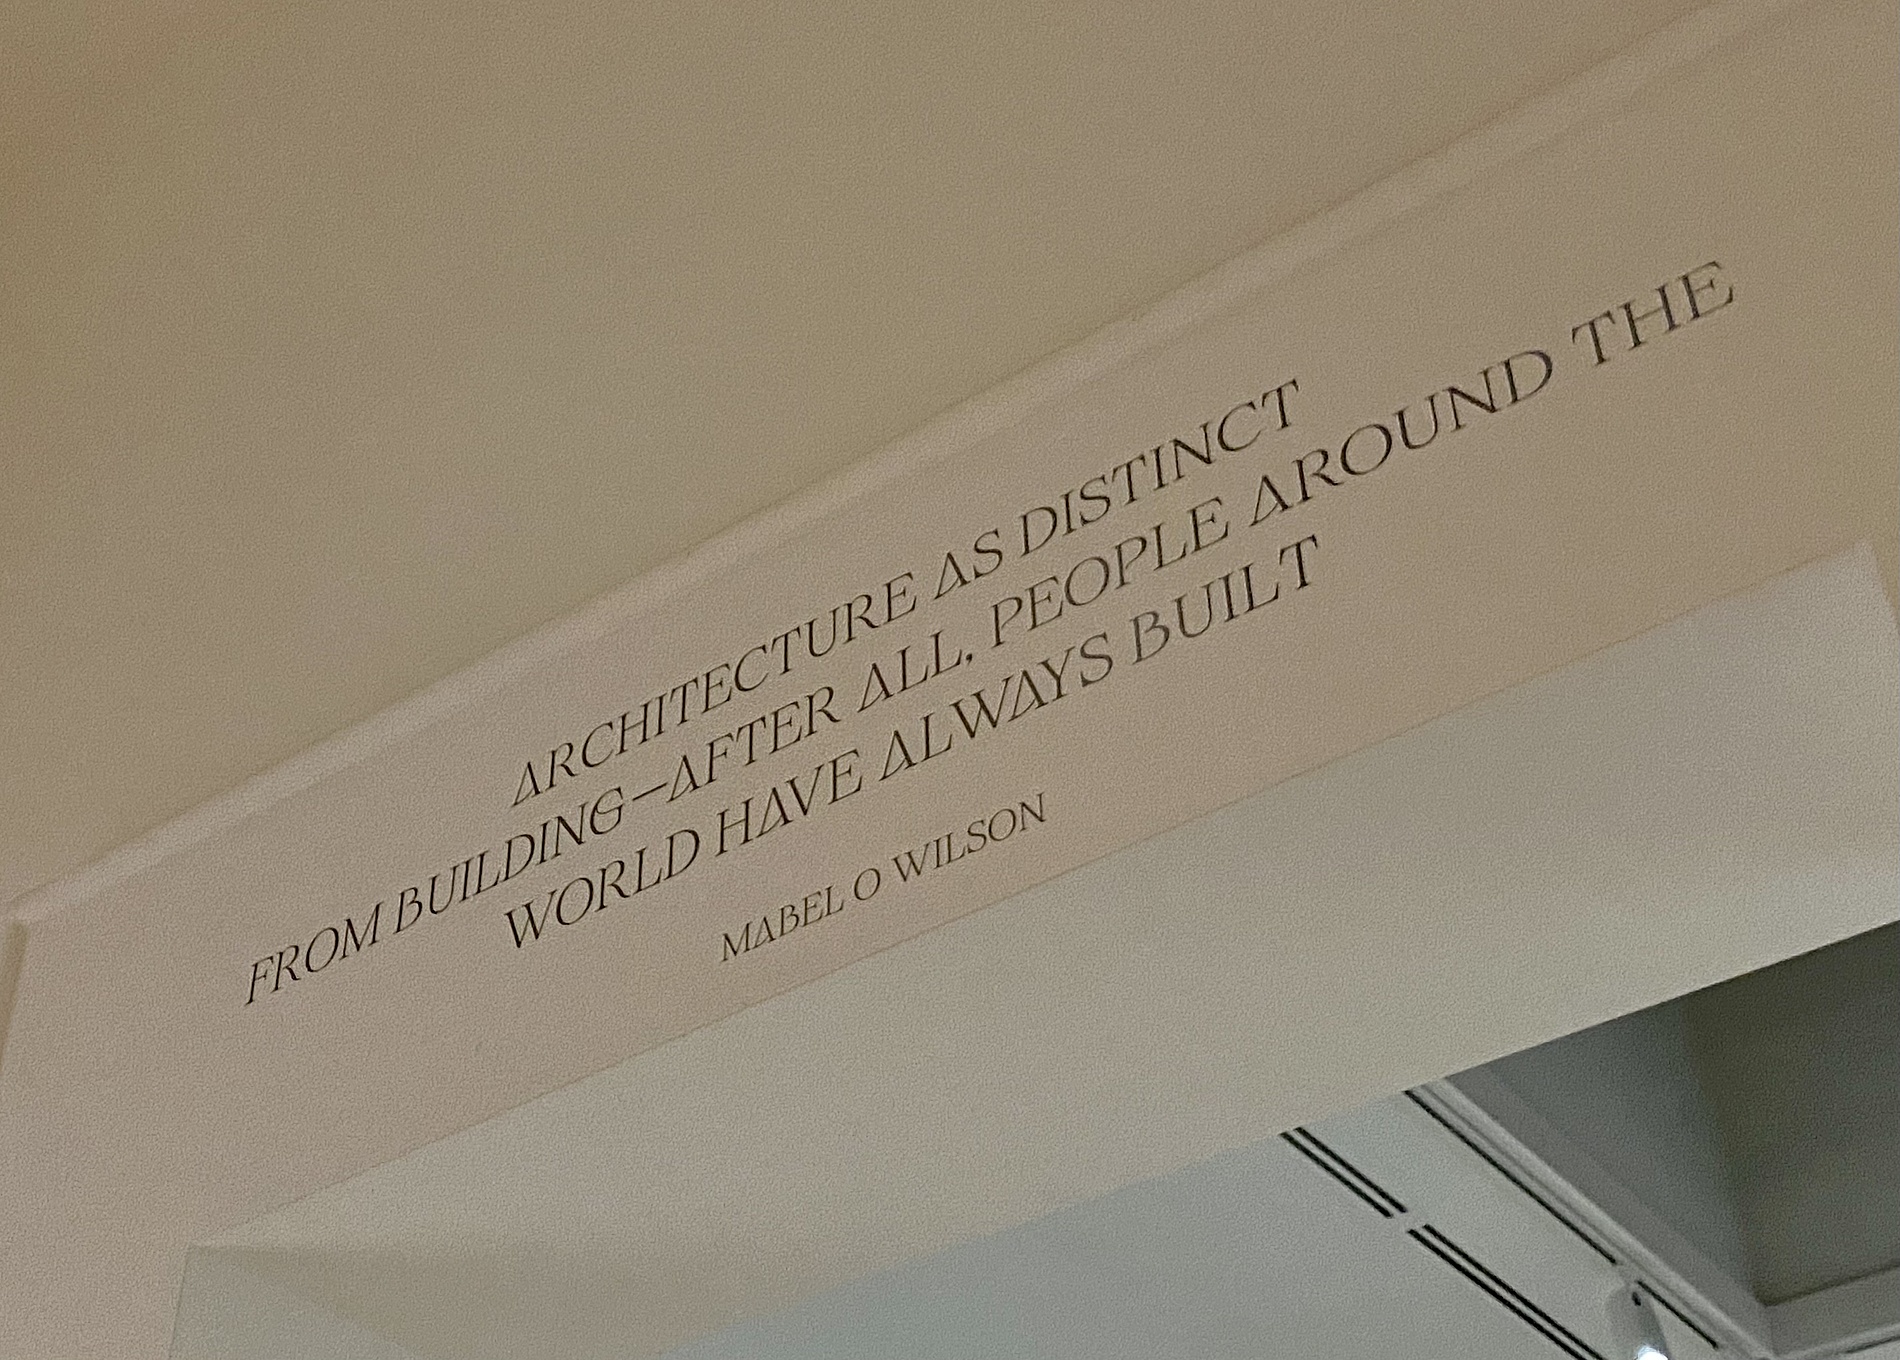 ARCHITECTURE AS DISTINCT
FROM BUILDING—AFTER ALL, PEOPLE AROUND THE
WORLD HAVE ALWAYS BUILT
MABEL O WILSON